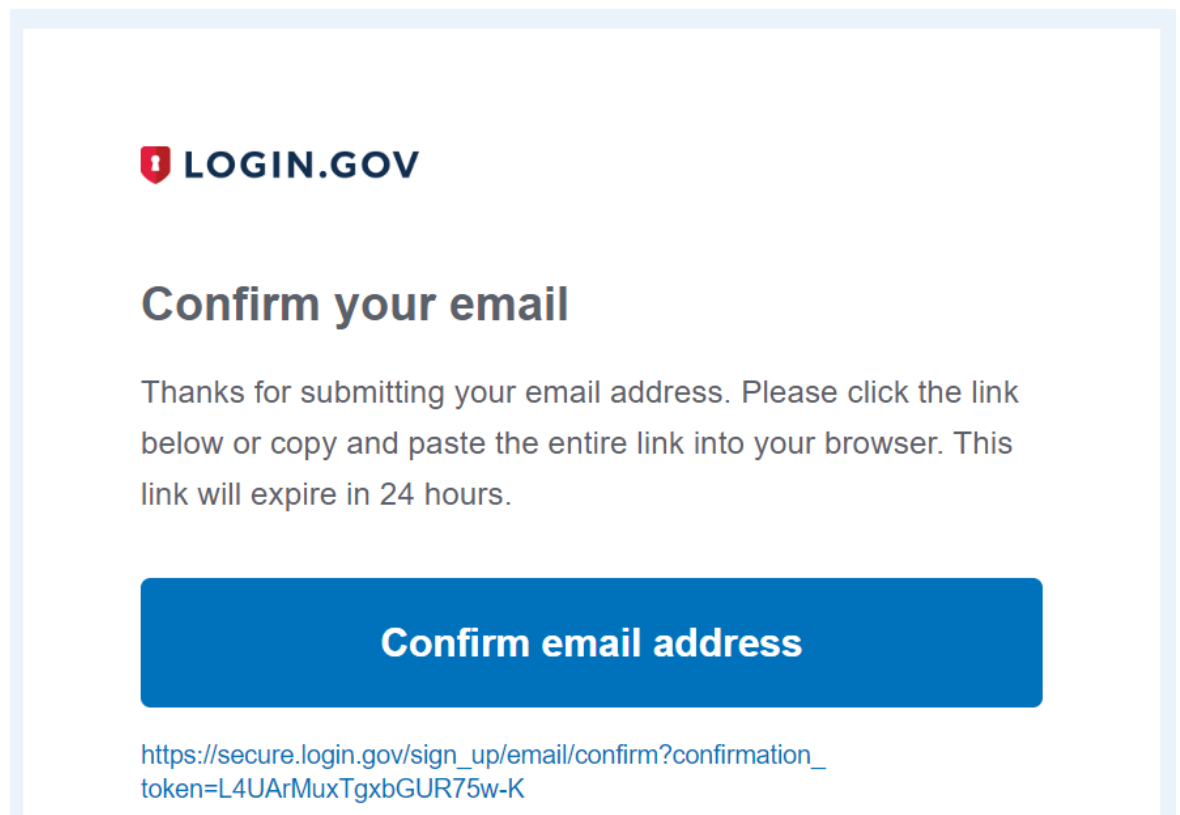 LOGIN.GOV
Confirm your email
Thanks for submitting your email address. Please click the link
below or copy and paste the entire link into your browser. This
link will expire in 24 hours.
Confirm email address
https://secure.login.gov/sign_up/email/confirm?confirmation_
token=L4UArMuxTgxbGUR75w-K